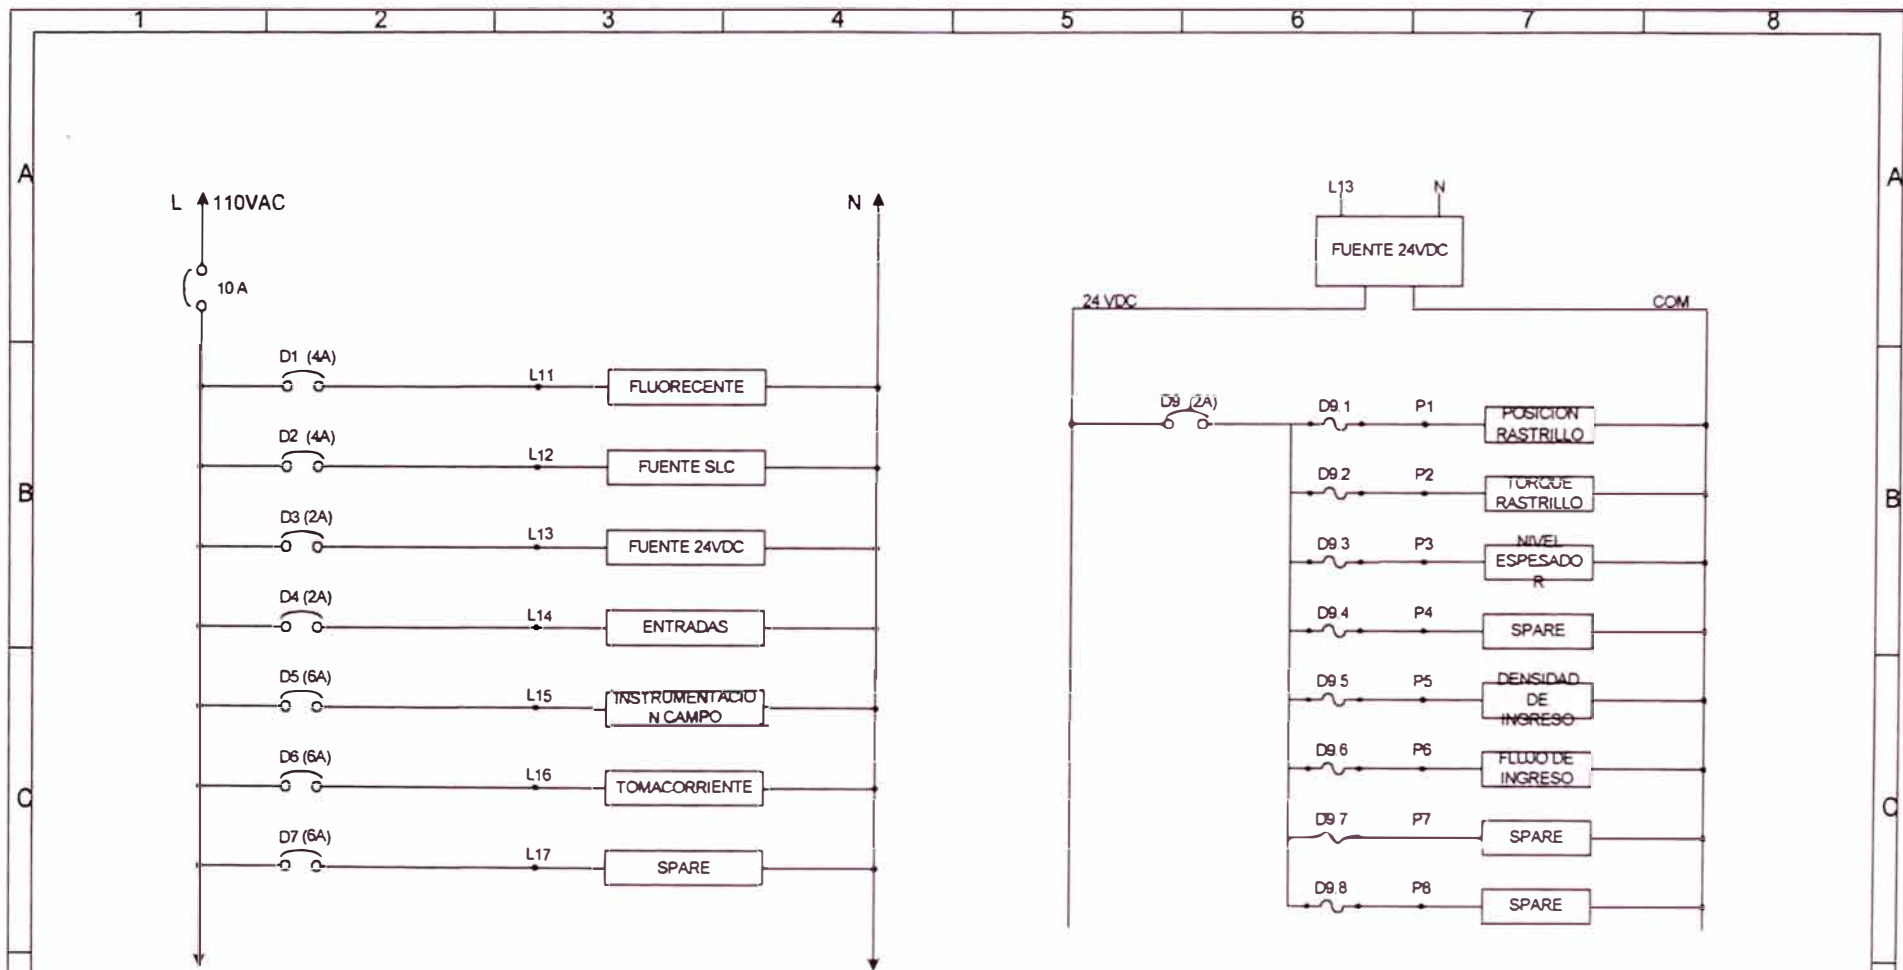 1 2 3 4 5 6 7 8
A
A
L 110VAC
N
10 A
D1 (4A)
L11
FLUORECENTE
D2 (4A)
L12
FUENTE SLC
D3 (2A)
L13
FUENTE 24VDC
D4 (2A)
L14
ENTRADAS
D5 (6A)
L15
INSTRUMENTACIO
N CAMPO
D6 (6A)
L16
TOMACORRIENTE
D7 (6A)
L17
SPARE
L13 N
FUENTE 24VDC
24 VDC
COM
D9 (2A)
D9.1
P1
POSICION
RASTRILLO
D9.2
P2
TORQUE
RASTRILLO
D9.3
P3
NIVEL
ESPESADO
R
D9.4
P4
SPARE
D9.5
P5
DENSIDAD
DE
INGRESO
D9.6
P6
FLUJO DE
INGRESO
D9.7
P7
SPARE
D9.8
P8
SPARE
B
B
C
C